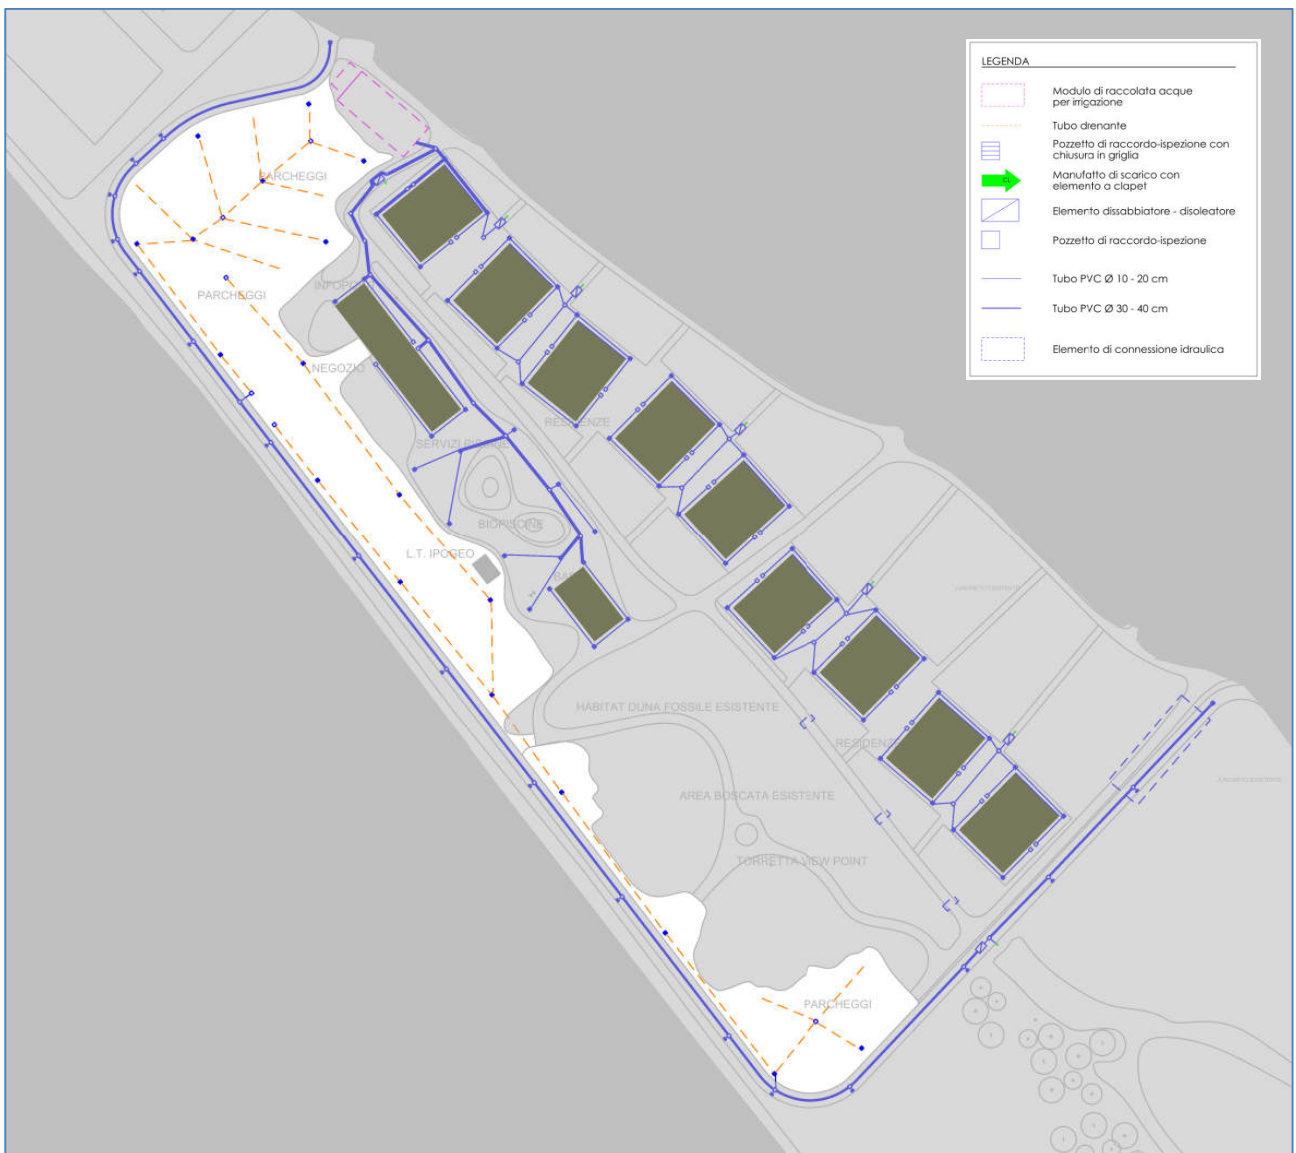 LEGENDA
Modulo di raccolata acque
per irrigazione
Tubo drenante
Pozzetto di raccordo-ispezione con
chiusura in griglia
Manufatto di scarico con
elemento a clapet
Elemento dissabbiatore - disoleatore
Pozzetto di raccordo-ispezione
Tubo PVC Ø 10 - 20 cm
Tubo PVC Ø 30 - 40 cm
Elemento di connessione idraulica
PARCHEGGI
PARCHEGGI
NEGOZIO
RESIDENZE
BIOPISCINE
L.T. IPOGEO
HABITAT DUNA FOSSILE ESISTENTE
RESIDENZE
AREA BOSCATA ESISTENTE
TORRETTA VIEW POINT
PARCHEGGI